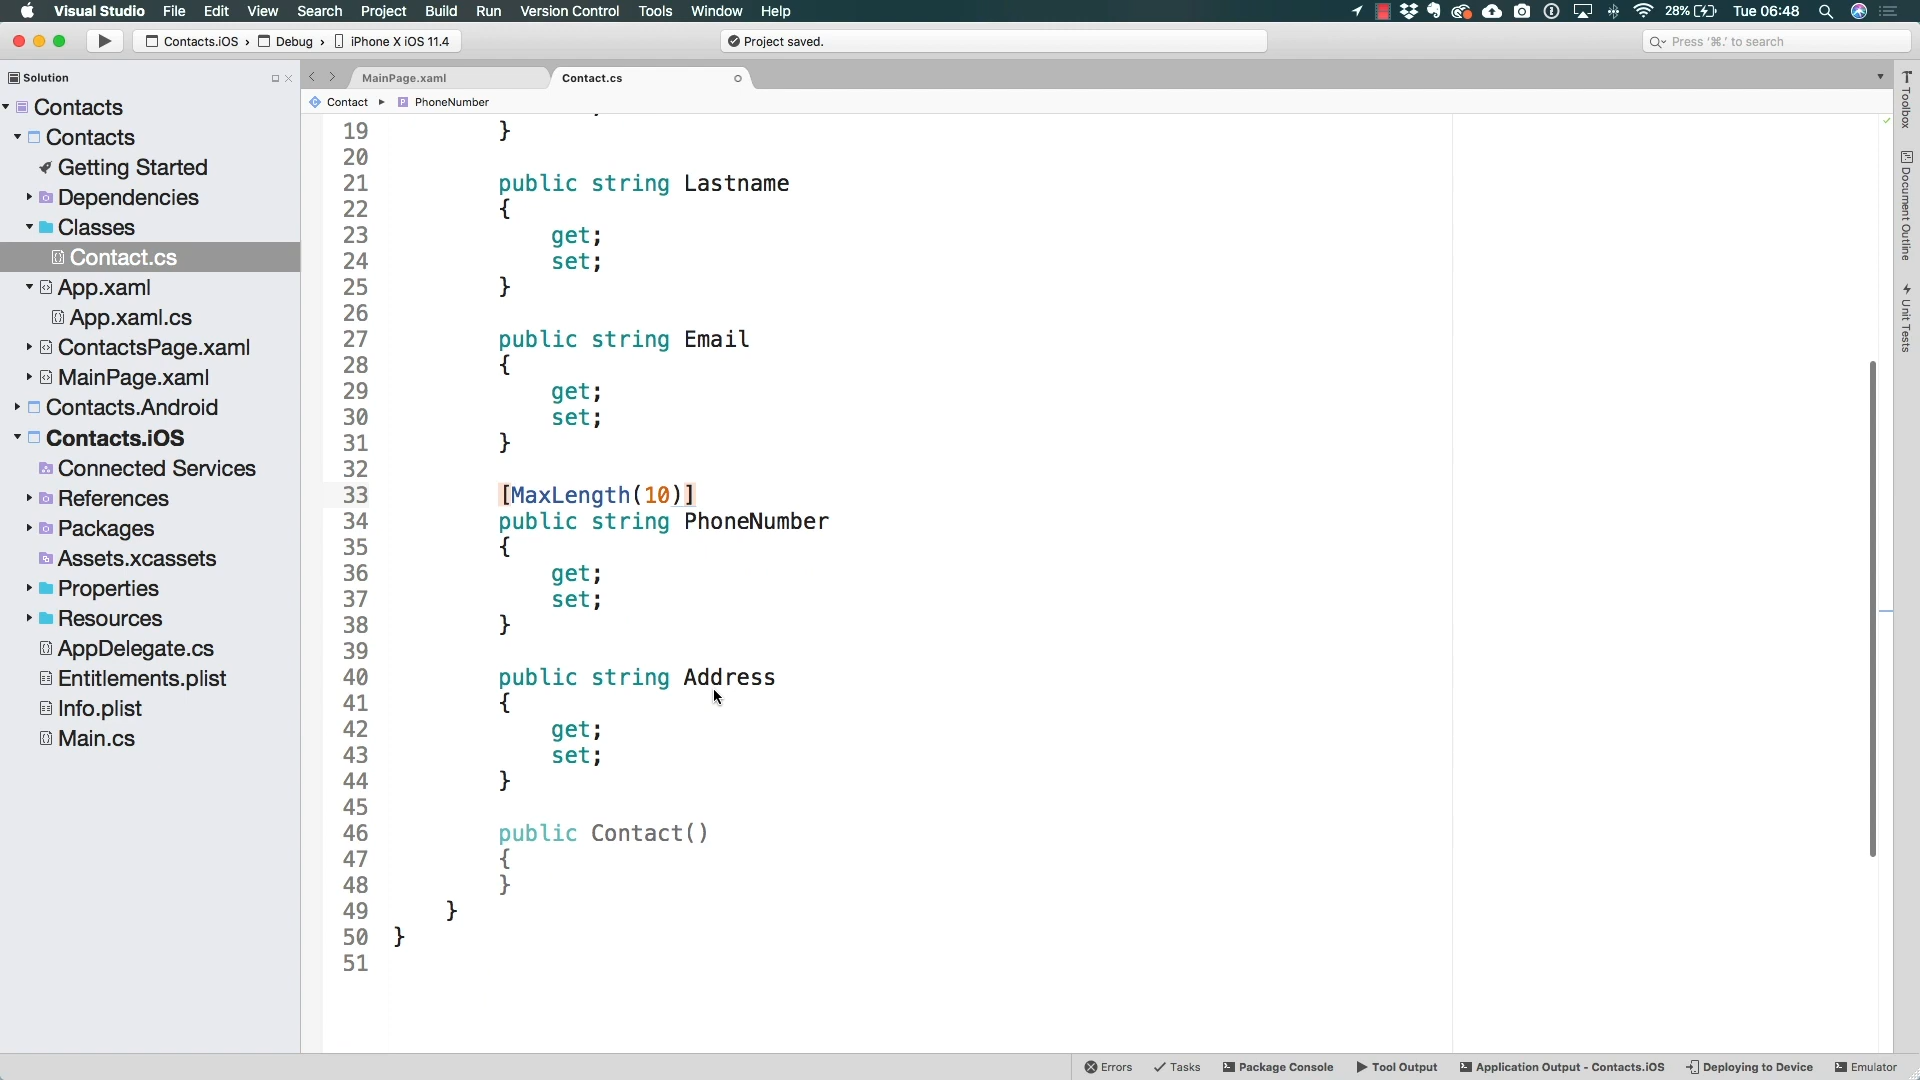 Visual Studio File Edit View Search Project Build Run Version Control Tools Window Help 28% Tue 06:48
Contacts.iOS › Debug › iPhone X iOS 11.4 Project saved. Press '⌘.' to search
Solution
Contacts
Contacts
Getting Started
Dependencies
Classes
Contact.cs
App.xaml
App.xaml.cs
ContactsPage.xaml
MainPage.xaml
Contacts.Android
Contacts.iOS
Connected Services
References
Packages
Assets.xcassets
Properties
Resources
AppDelegate.cs
Entitlements.plist
Info.plist
Main.cs
MainPage.xaml Contact.cs
Contact PhoneNumber
19 }
20
21 public string Lastname
22 {
23 get;
24 set;
25 }
26
27 public string Email
28 {
29 get;
30 set;
31 }
32
33 [MaxLength(10)]
34 public string PhoneNumber
35 {
36 get;
37 set;
38 }
39
40 public string Address
41 {
42 get;
43 set;
44 }
45
46 public Contact()
47 {
48 }
49 }
50 }
51
Toolbox
Document Outline
Unit Tests
Errors Tasks Package Console Tool Output Application Output - Contacts.iOS Deploying to Device Emulator